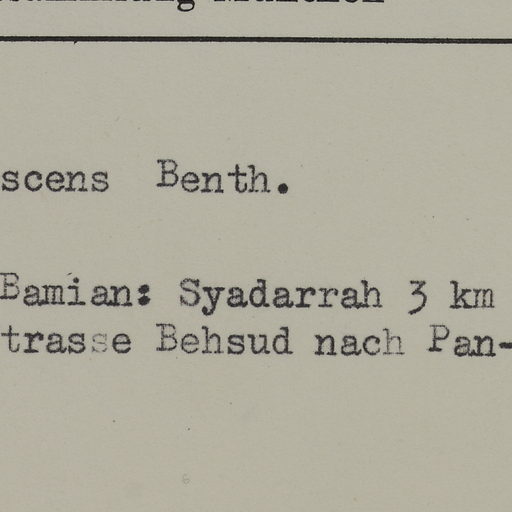 scens Benth.
Bamian: Syadarrah 3 km
trasse Behsud nach Pan-